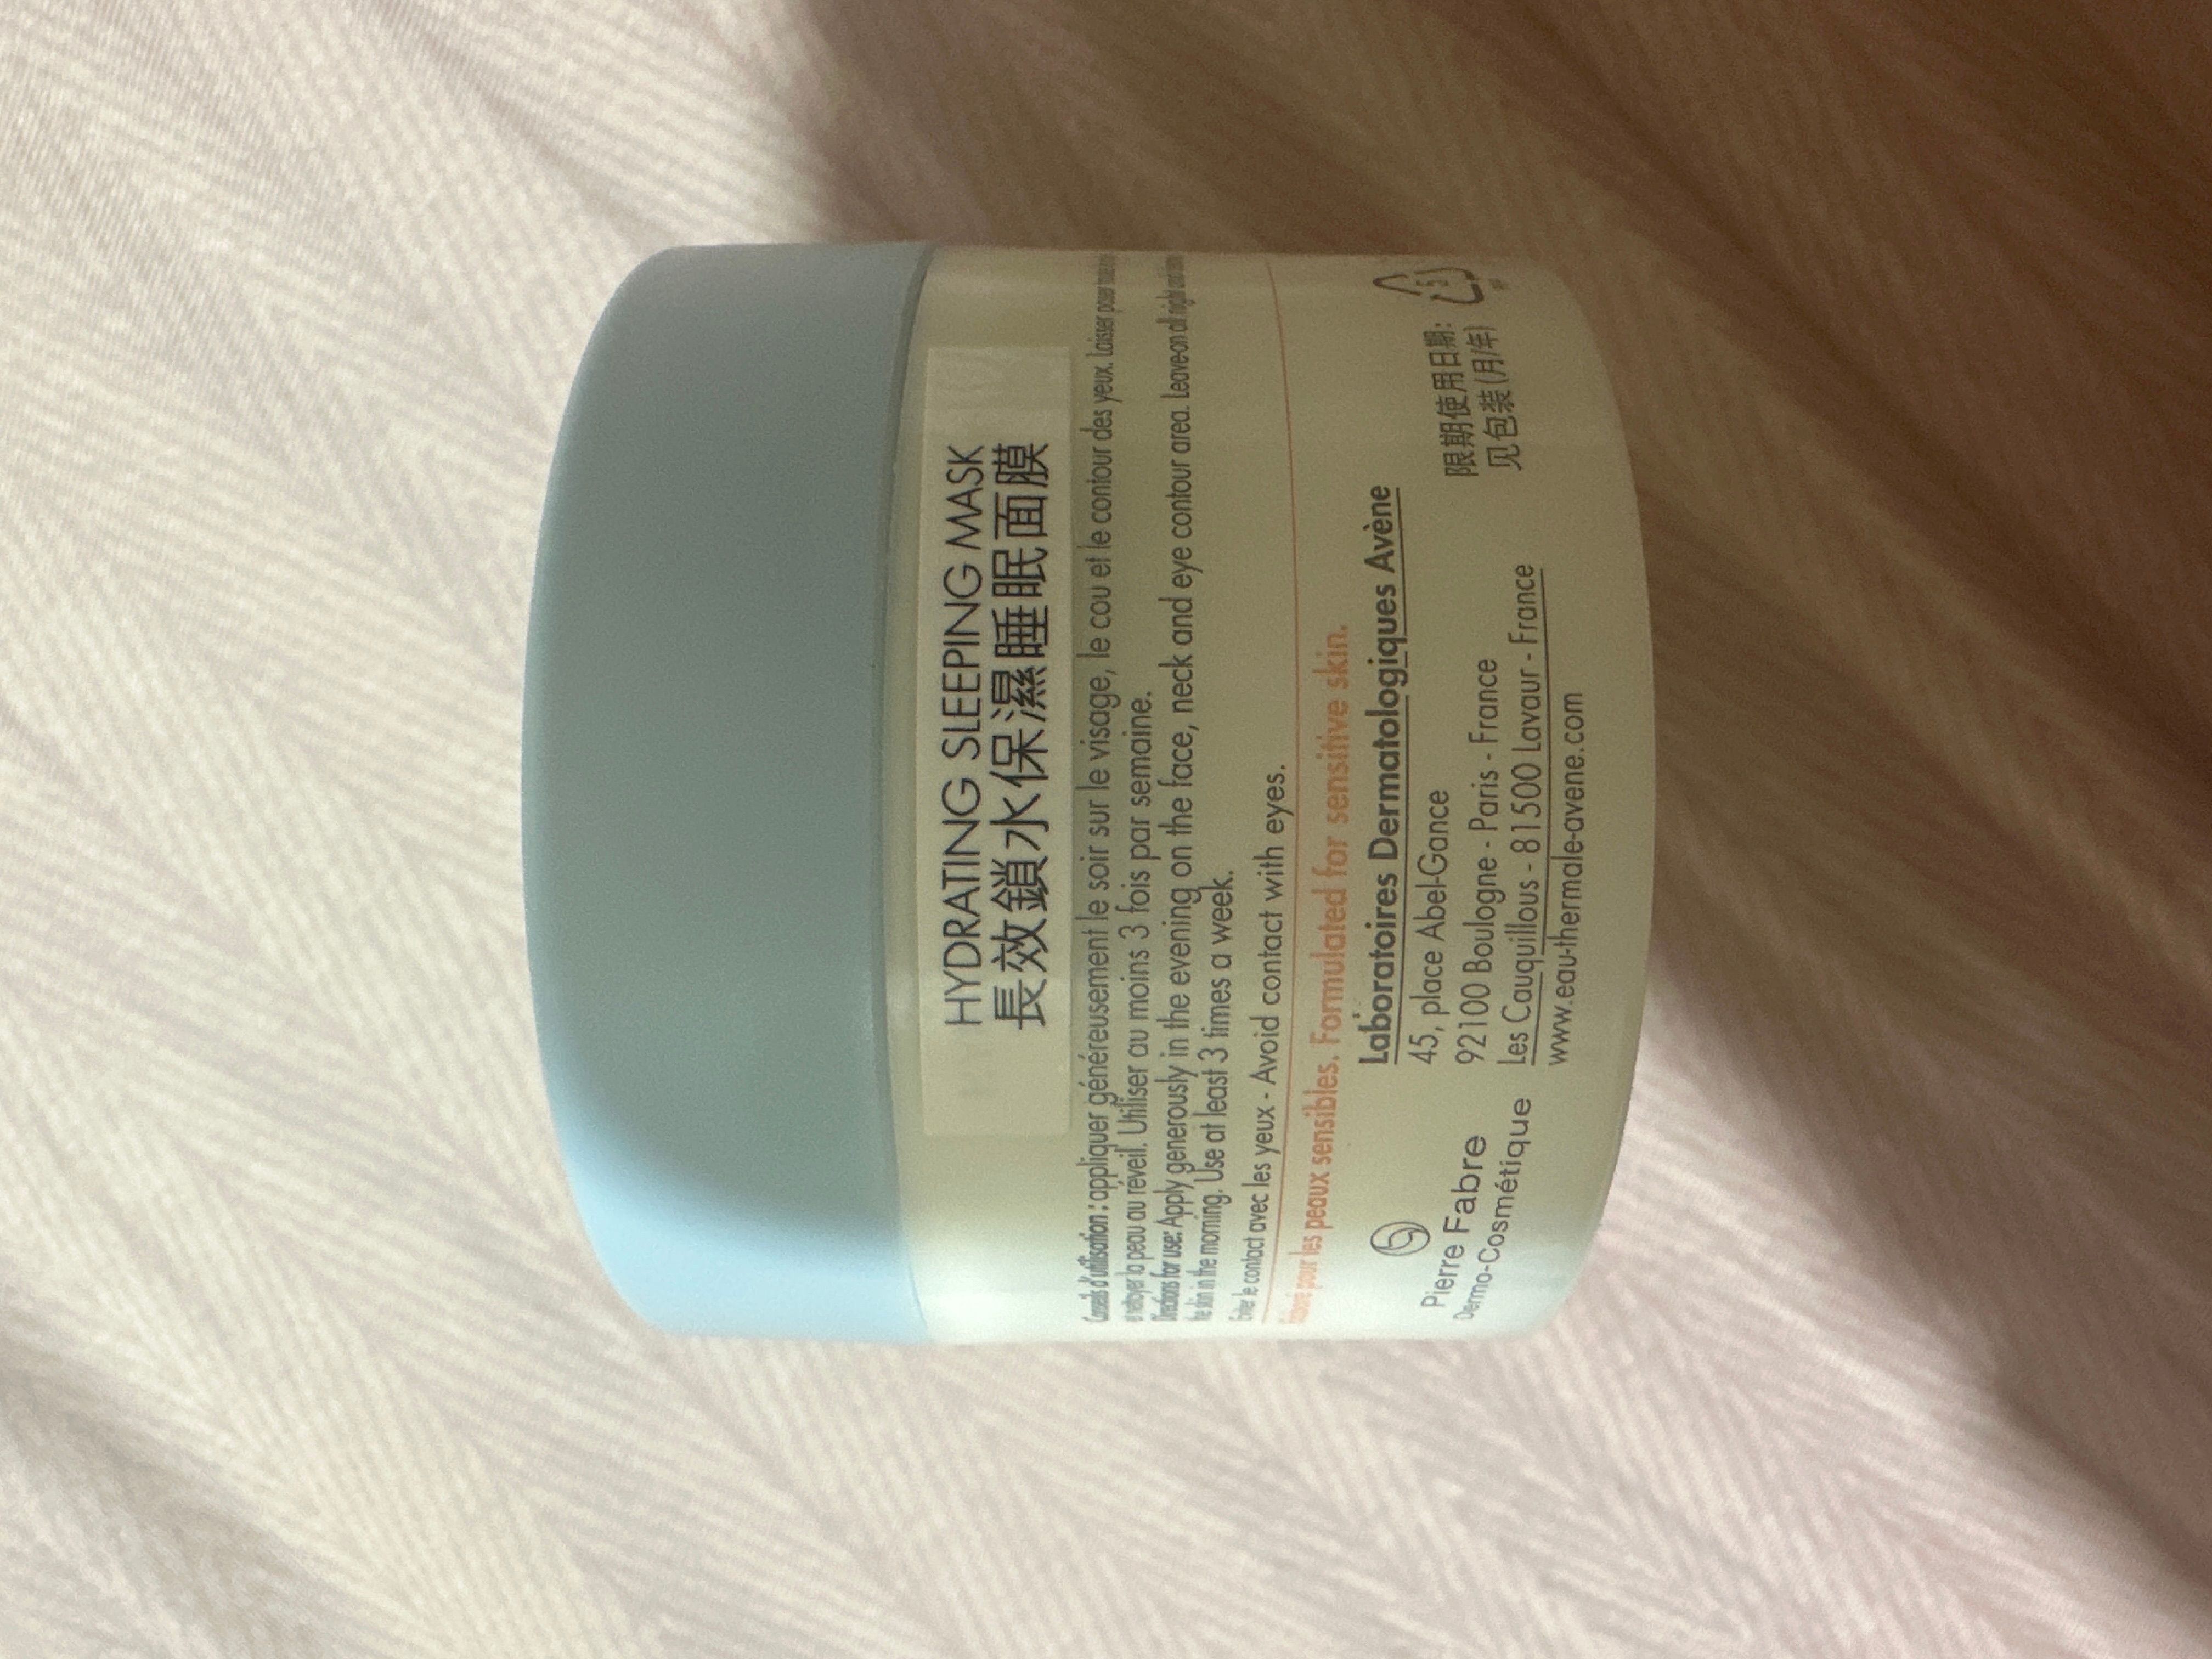 HYDRATING SLEEPING MASK
長效鎖水保濕睡眠面膜
Conseils d'utilisation : appliquer généreusement le soir sur le visage, le cou et le contour des yeux. Laisser poser toute
et nettoyer la peau au réveil. Utiliser au moins 3 fois par semaine.
Directions for use: Apply generously in the evening on the face, neck and eye contour area. Leave-on all night and
the skin in the morning. Use at least 3 times a week.
Éviter le contact avec les yeux - Avoid contact with eyes.
pour les peaux sensibles. Formulated for sensitive skin.
Laboratoires Dermatologiques Avène
45, place Abel-Gance
92100 Boulogne - Paris - France
Les Cauquillous - 81500 Lavaur - France
www.eau-thermale-avene.com
Pierre Fabre
Dermo-Cosmétique
限期使用日期:
见包装(月/年)
5
PP